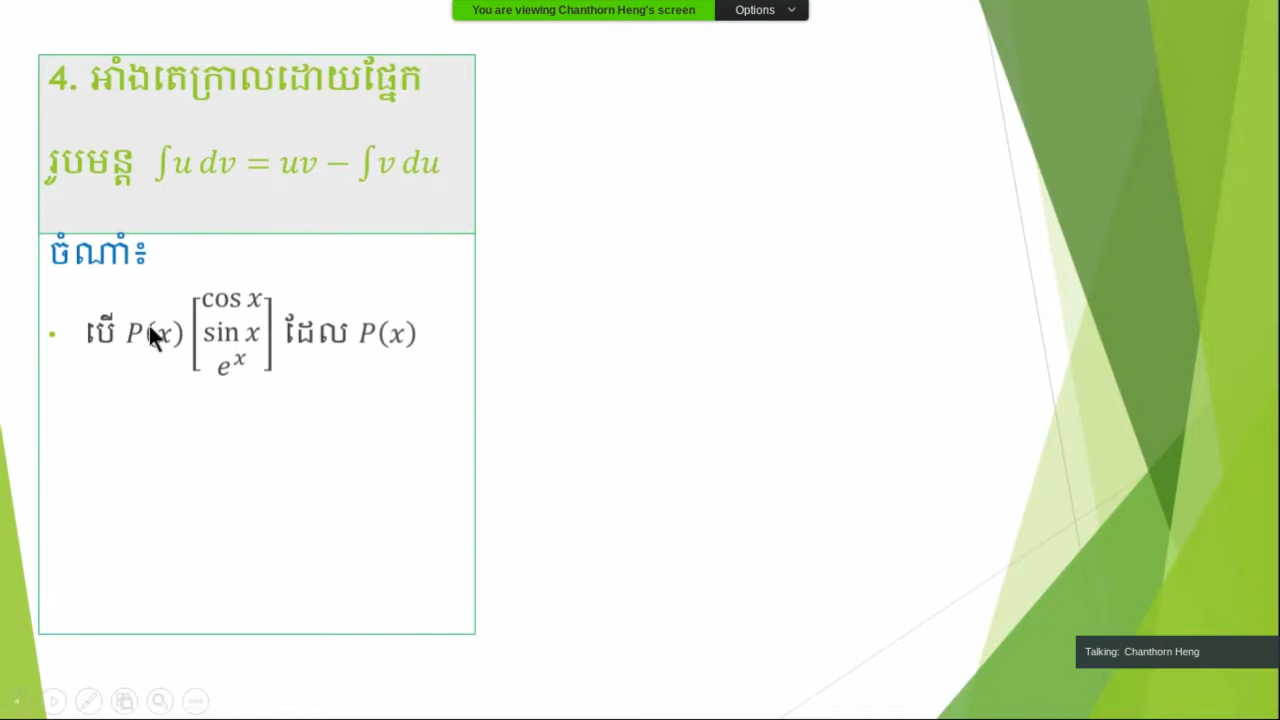 You are viewing Chanthorn Heng's screen Options
4. អាំងតេក្រាលដោយផ្នែក
រូបមន្ត ∫u dv = uv − ∫v du
ចំណាំ៖
• បើ P(x) [cos x sin x e^x] ដែល P(x)
Talking: Chanthorn Heng